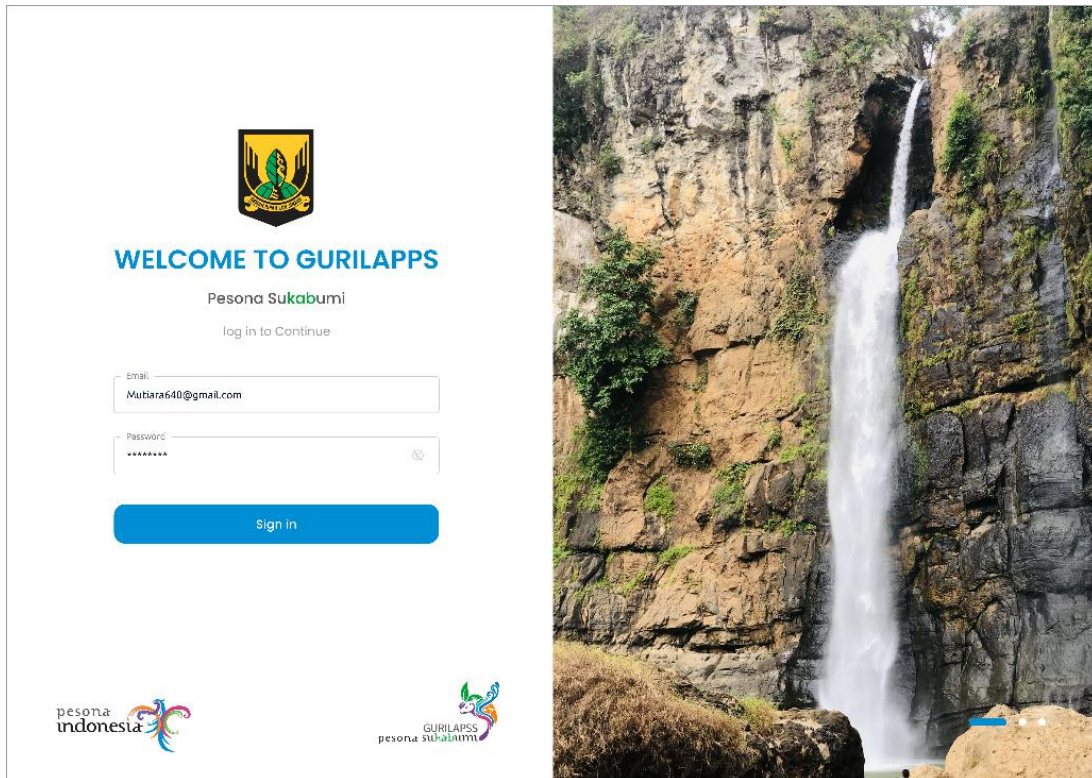 WELCOME TO GURILAPPS
Pesona Sukabumi
log in to Continue
Email
Mutiara640@gmail.com
Password
********
Sign in
pesona
indonesia
GURILAPSS
pesona sukabumi